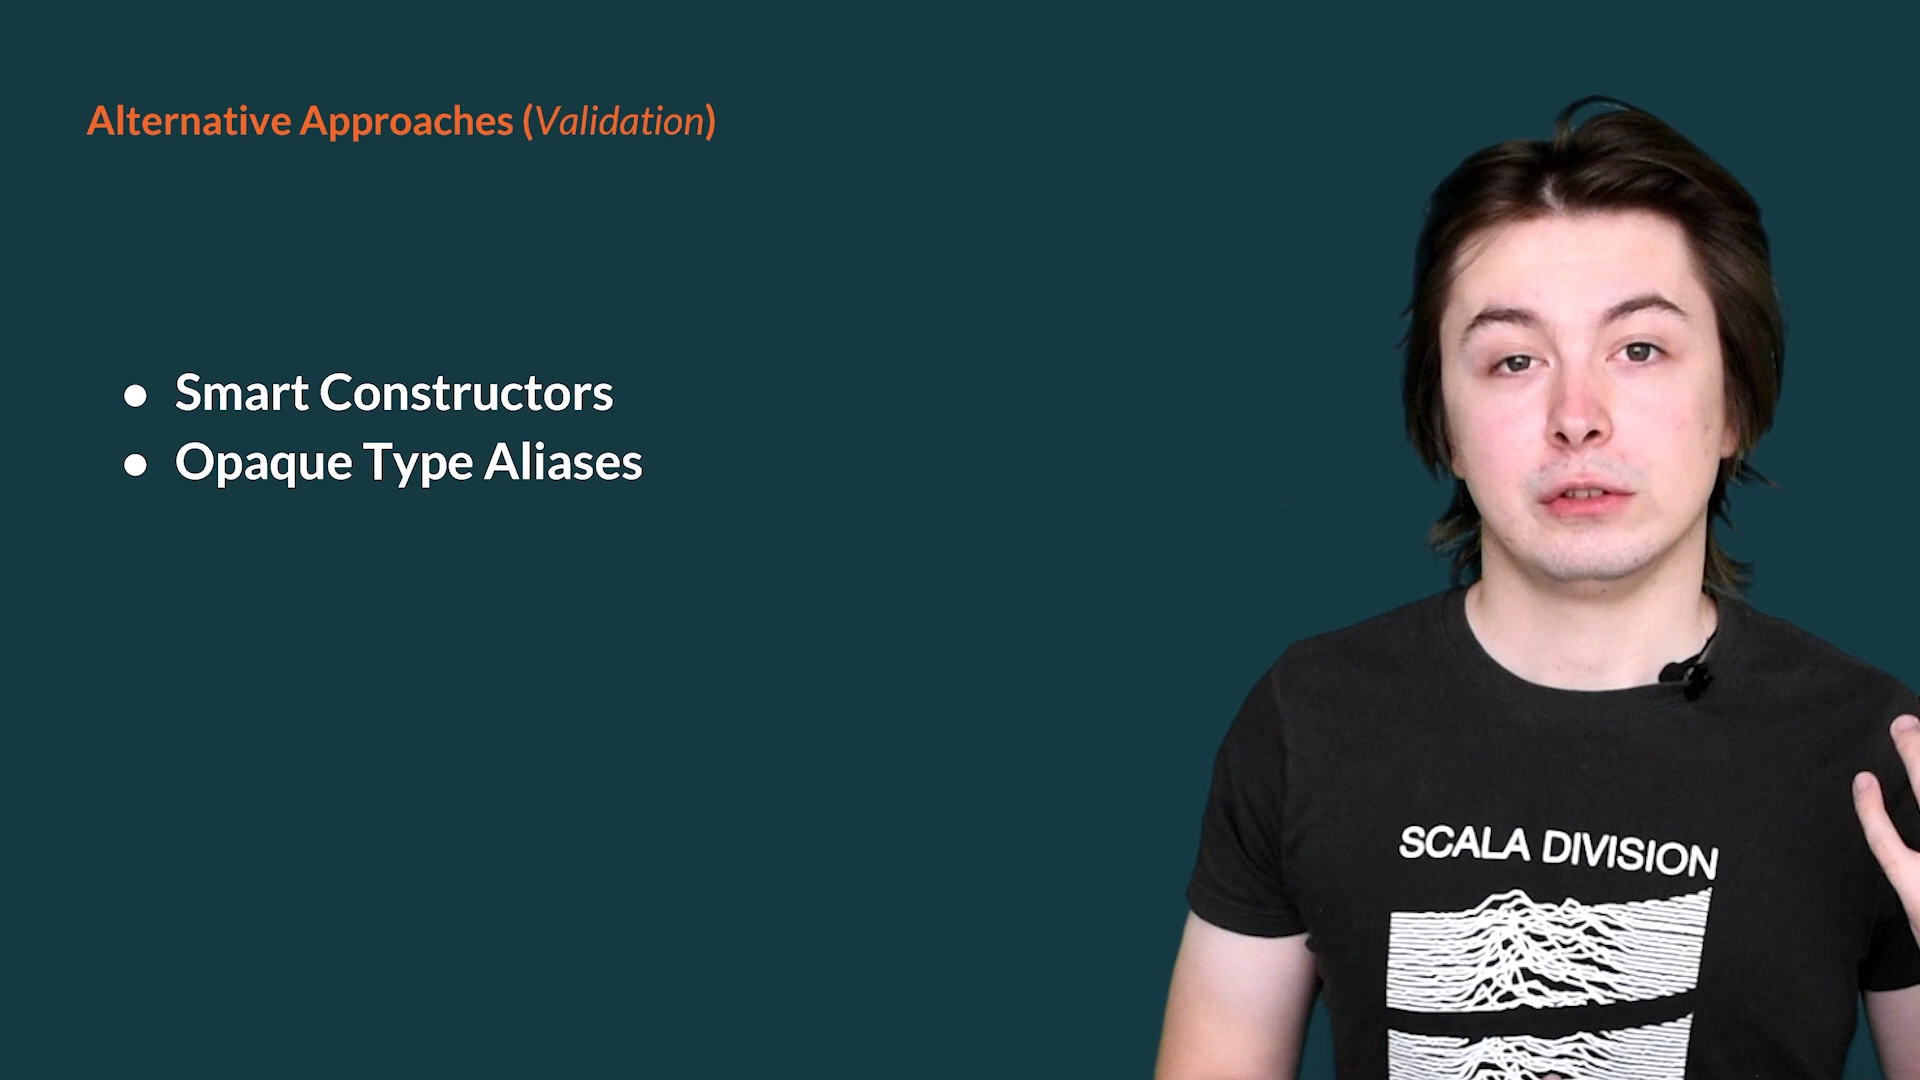 Alternative Approaches (Validation)
● Smart Constructors
● Opaque Type Aliases
SCALA DIVISION